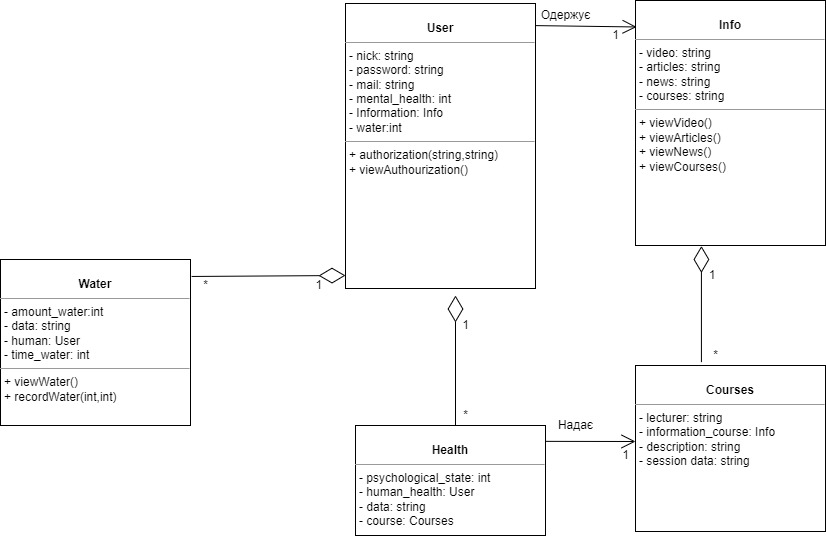 User
- nick: string
- password: string
- mail: string
- mental_health: int
- Information: Info
- water:int
+ authorization(string,string)
+ viewAuthourization()
Одержує
1
Info
- video: string
- articles: string
- news: string
- courses: string
+ viewVideo()
+ viewArticles()
+ viewNews()
+ viewCourses()
Water
- amount_water:int
- data: string
- human: User
- time_water: int
+ viewWater()
+ recordWater(int,int)
*
1
1
*
1
*
Health
- psychological_state: int
- human_health: User
- data: string
- course: Courses
Надає
1
Courses
- lecturer: string
- information_course: Info
- description: string
- session data: string